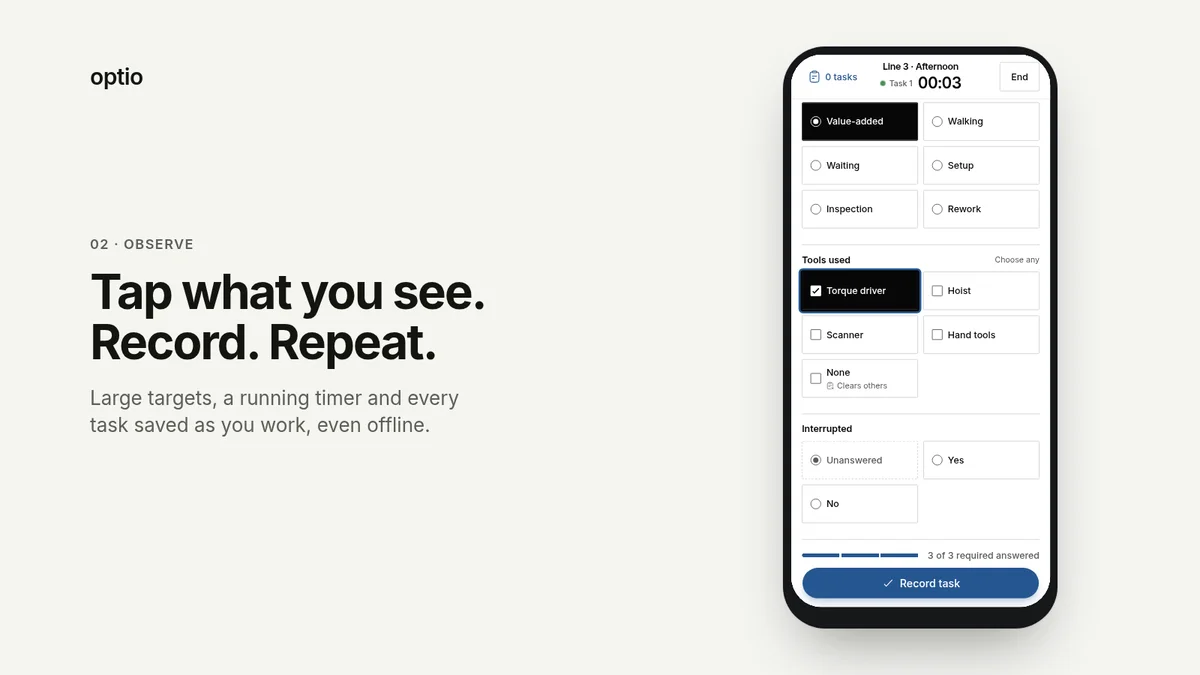 optio
02 · OBSERVE
Tap what you see.
Record. Repeat.
Large targets, a running timer and every
task saved as you work, even offline.
0 tasks
Line 3 · Afternoon
Task 1 00:03
End
Value-added
Walking
Waiting
Setup
Inspection
Rework
Tools used
Choose any
Torque driver
Hoist
Scanner
Hand tools
None
Clears others
Interrupted
Unanswered
Yes
No
3 of 3 required answered
Record task